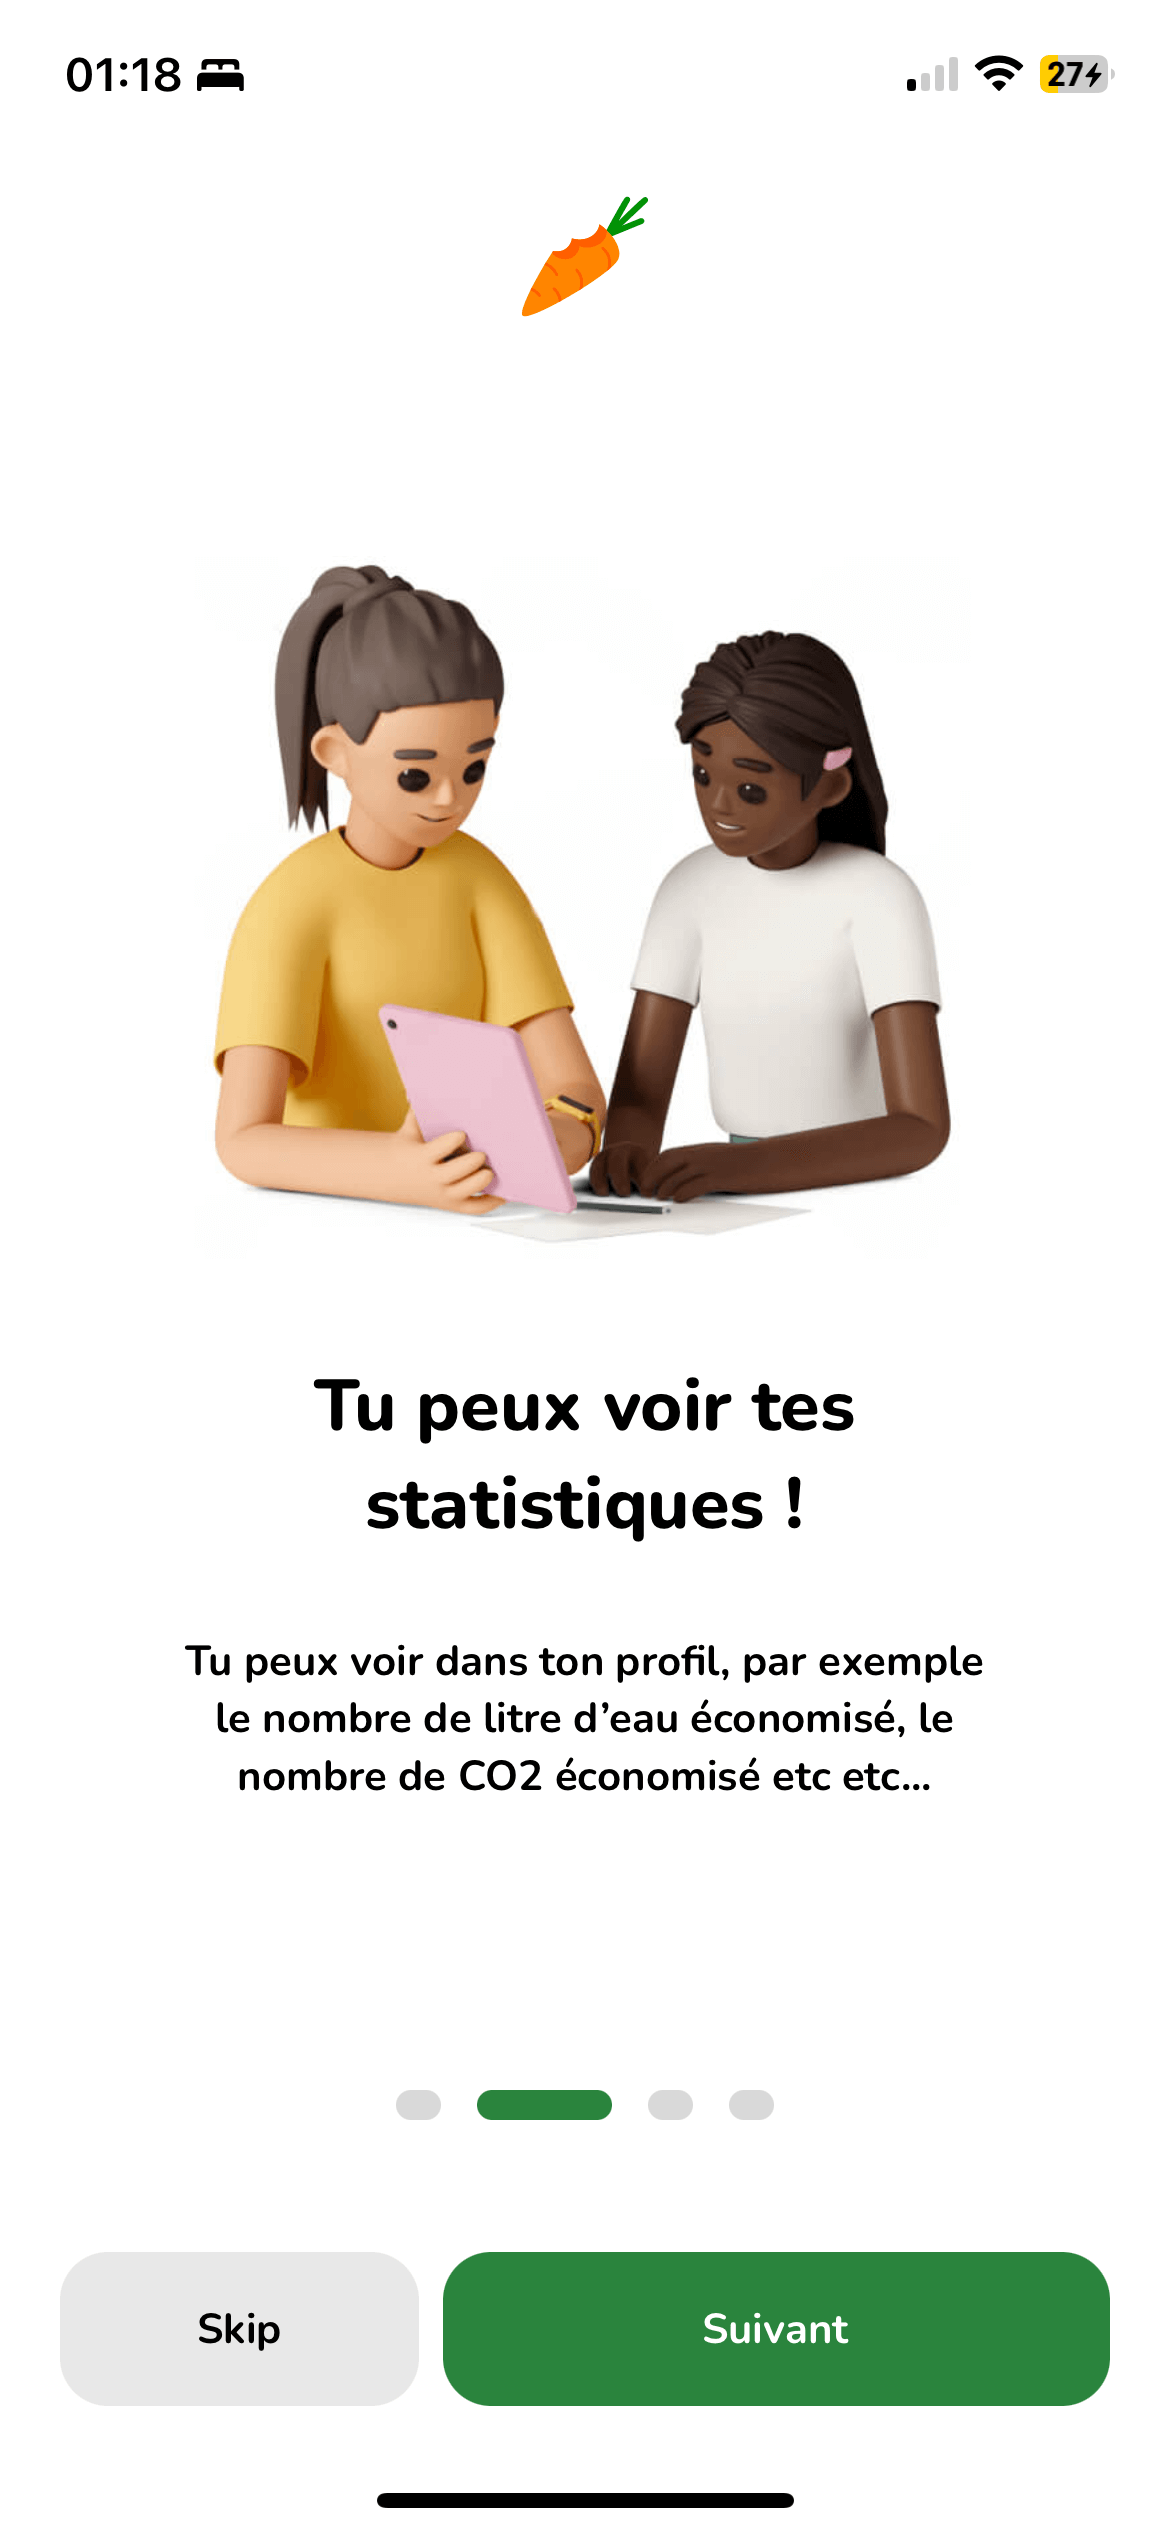 01:18
27
Tu peux voir tes
statistiques !
Tu peux voir dans ton profil, par exemple
le nombre de litre d’eau économisé, le
nombre de CO2 économisé etc etc...
Skip
Suivant